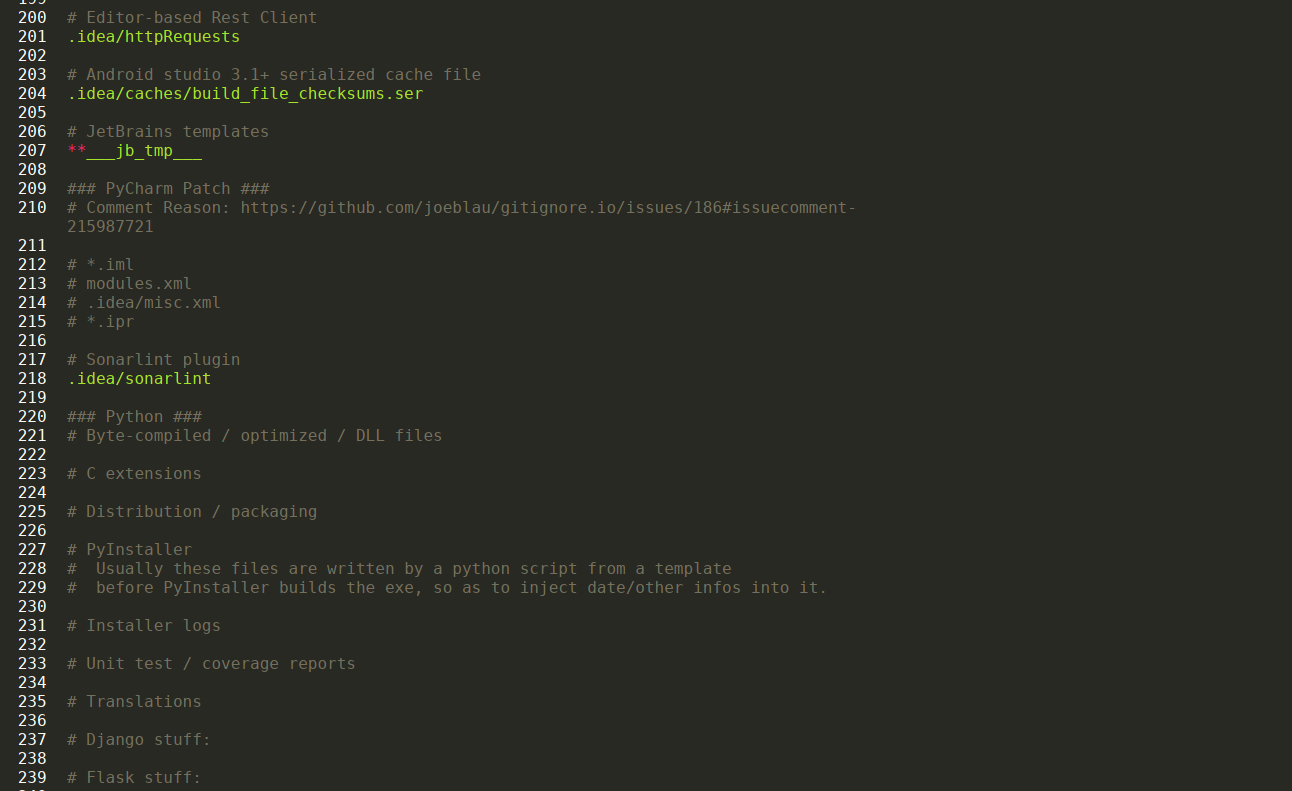 200 # Editor-based Rest Client
201 .idea/httpRequests
202
203 # Android studio 3.1+ serialized cache file
204 .idea/caches/build_file_checksums.ser
205
206 # JetBrains templates
207 **___jb_tmp___
208
209 ### PyCharm Patch ###
210 # Comment Reason: https://github.com/joeblau/gitignore.io/issues/186#issuecomment-
215987721
211
212 # *.iml
213 # modules.xml
214 # .idea/misc.xml
215 # *.ipr
216
217 # Sonarlint plugin
218 .idea/sonarlint
219
220 ### Python ###
221 # Byte-compiled / optimized / DLL files
222
223 # C extensions
224
225 # Distribution / packaging
226
227 # PyInstaller
228 #  Usually these files are written by a python script from a template
229 #  before PyInstaller builds the exe, so as to inject date/other infos into it.
230
231 # Installer logs
232
233 # Unit test / coverage reports
234
235 # Translations
236
237 # Django stuff:
238
239 # Flask stuff: